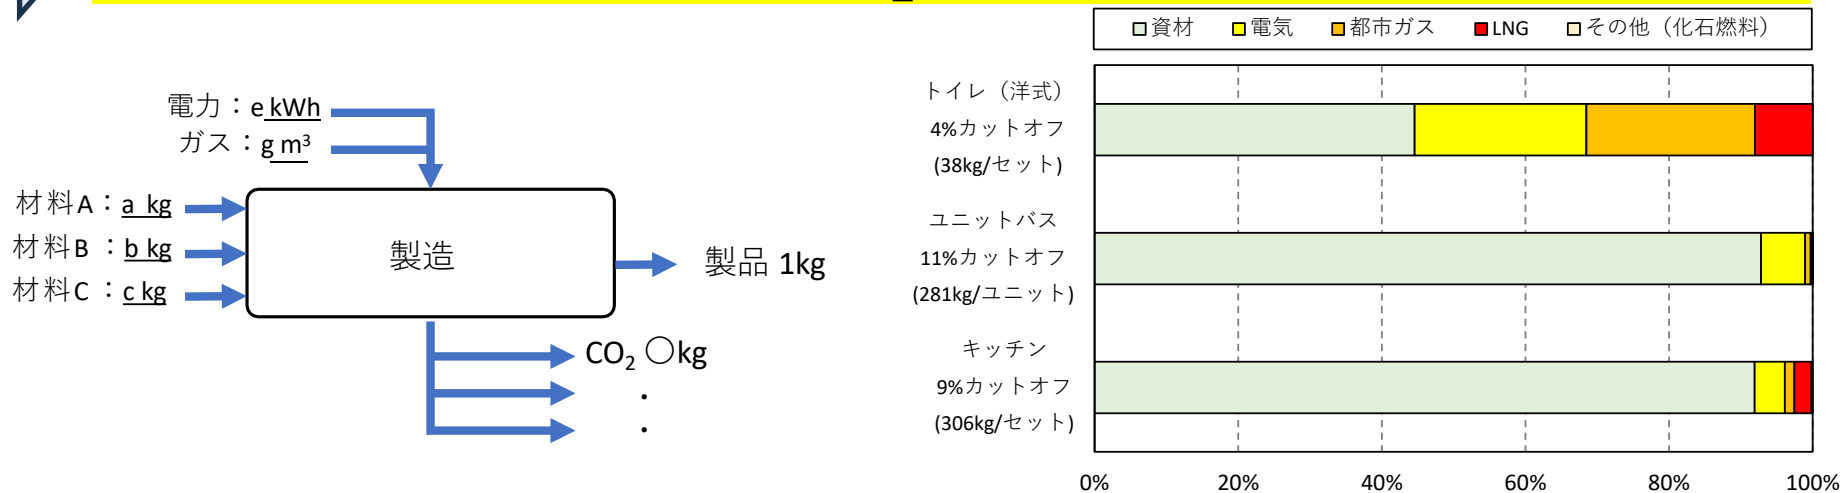 電力：e kWh
ガス：g m³
材料A：a kg
材料B：b kg
材料C：c kg
製造
製品 1kg
CO₂ ○kg
・
・
□資材 ■電気 ■都市ガス ■LNG □その他（化石燃料）
トイレ（洋式）
4%カットオフ
(38kg/セット)
ユニットバス
11%カットオフ
(281kg/ユニット)
キッチン
9%カットオフ
(306kg/セット)
0% 20% 40% 60% 80% 100%